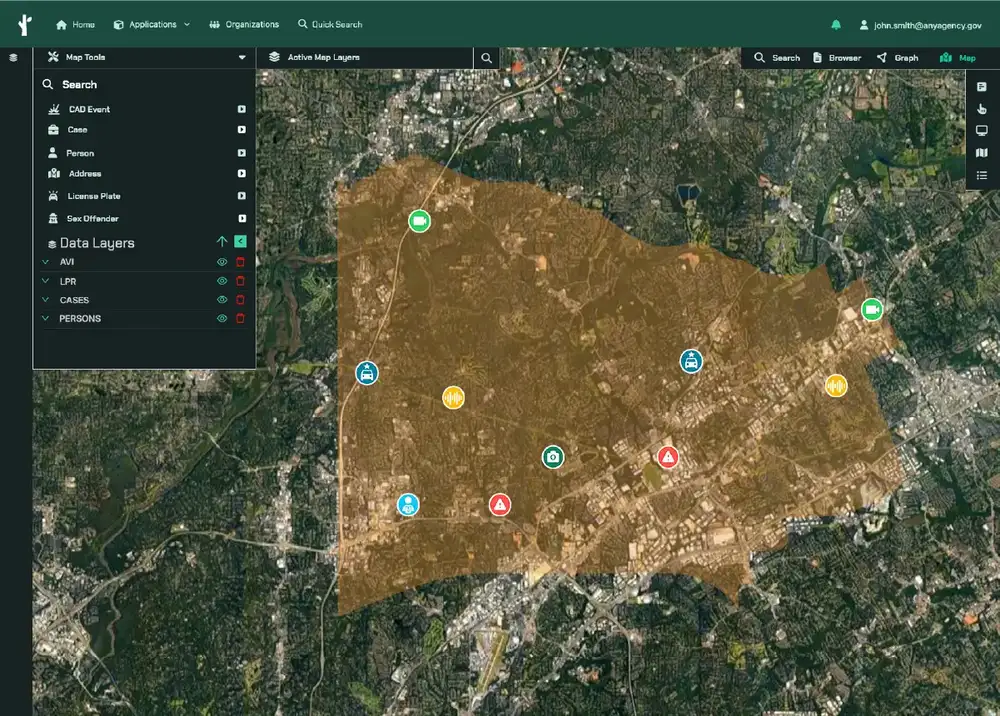 Home Applications Organizations Quick Search john.smith@anyagency.gov
Map Tools Active Map Layers Search Browser Graph Map
Search
CAD Event
Case
Person
Address
License Plate
Sex Offender
Data Layers
AVI
LPR
CASES
PERSONS